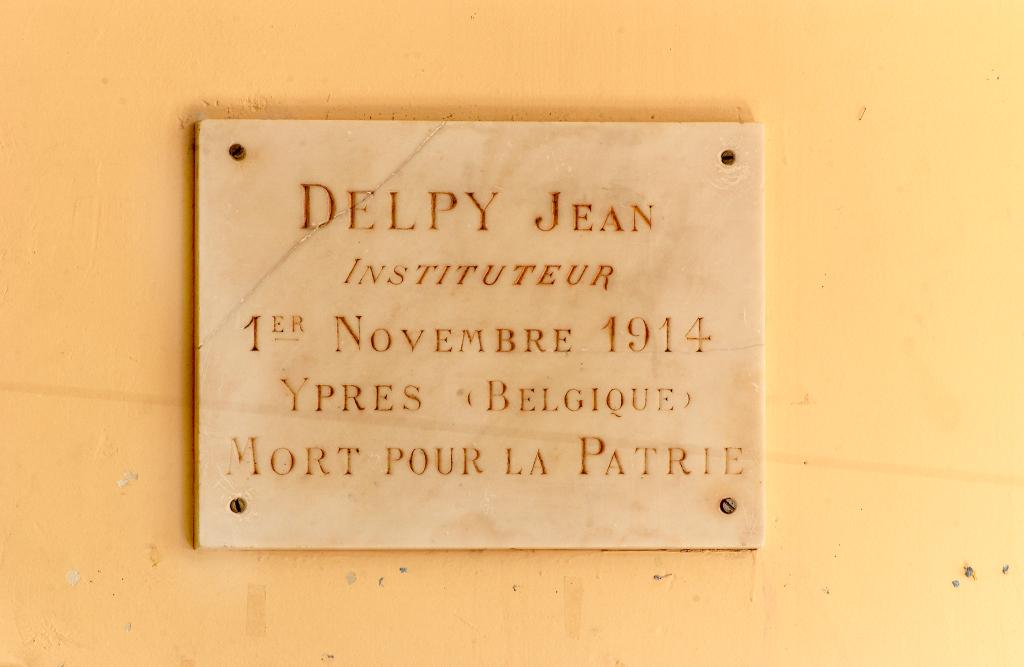 DELPY JEAN
INSTITUTEUR
1ER NOVEMBRE 1914
YPRES (BELGIQUE)
MORT POUR LA PATRIE